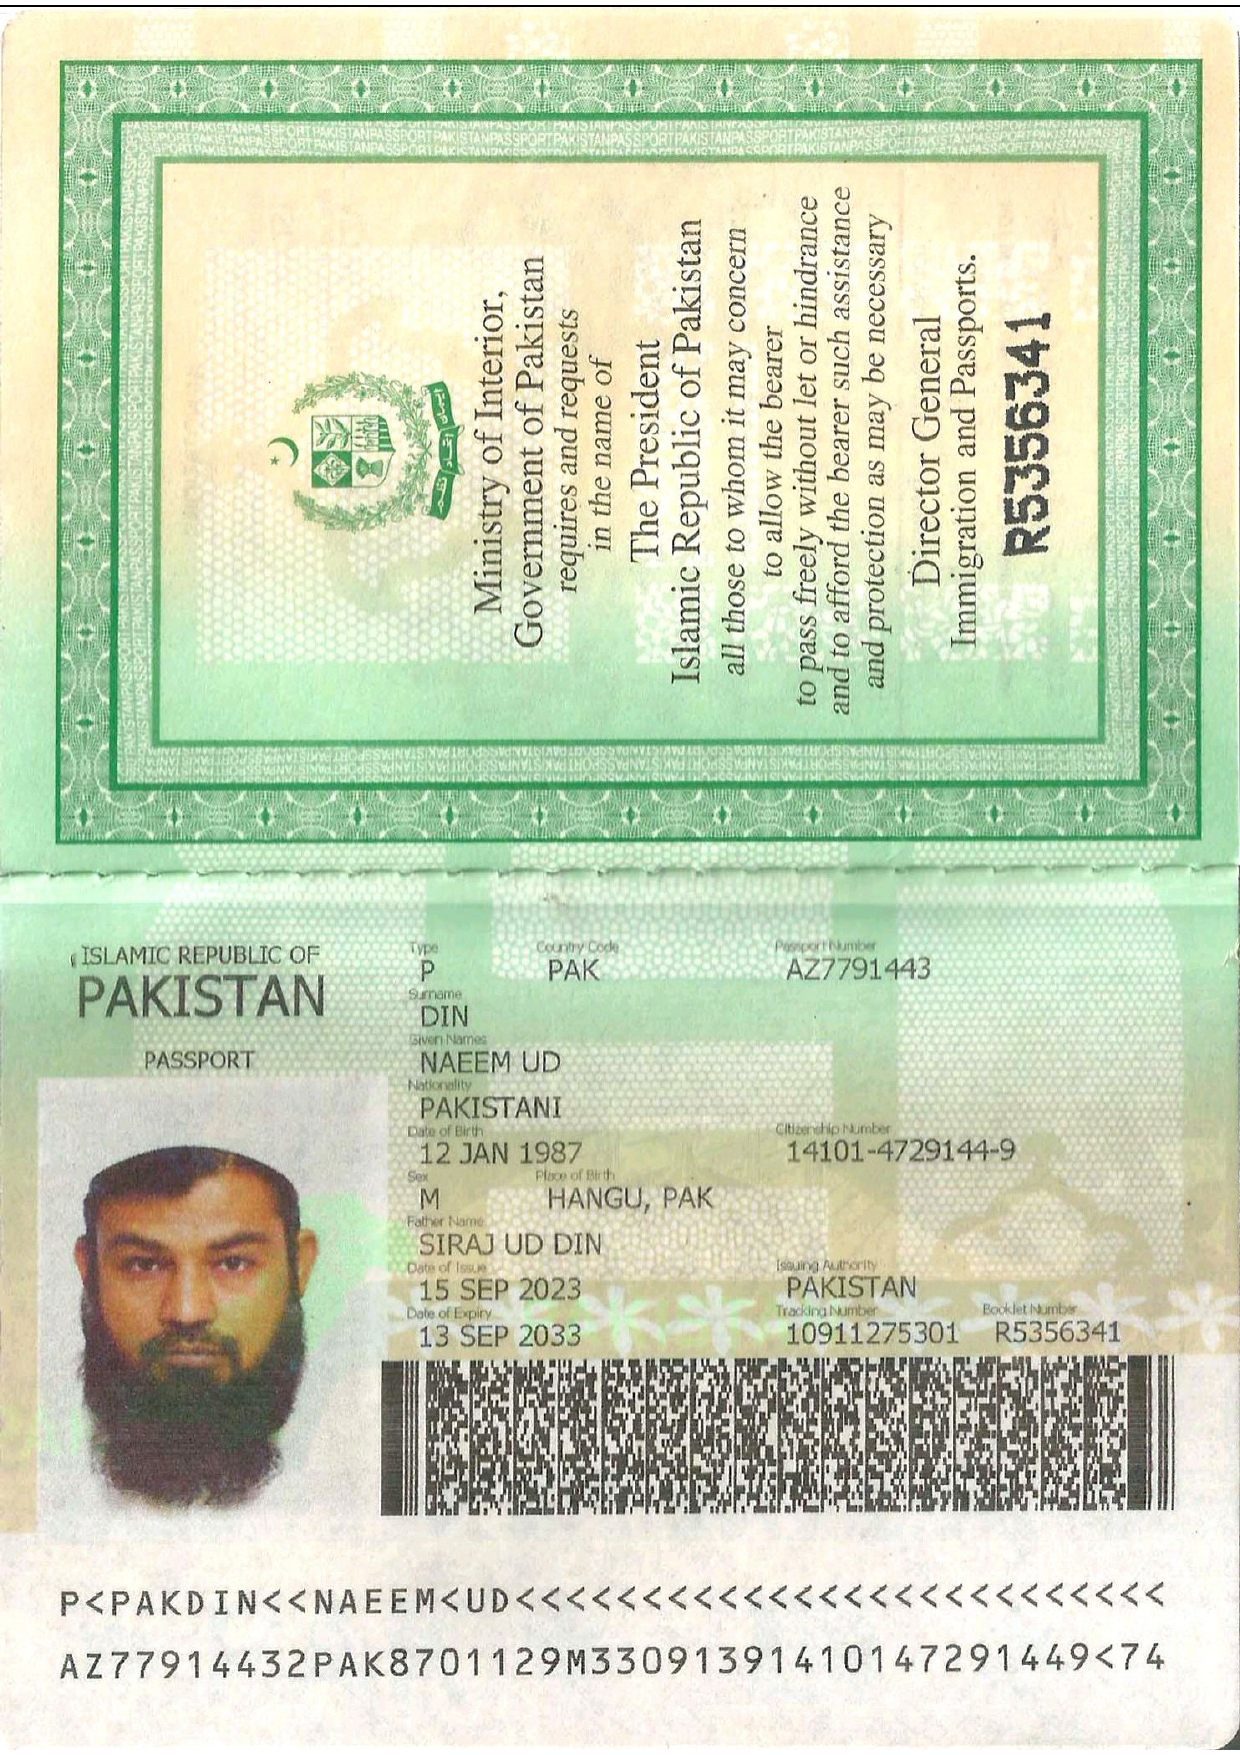 Ministry of Interior,
Government of Pakistan
requires and requests
in the name of
The President
Islamic Republic of Pakistan
all those to whom it may concern
to allow the bearer
to pass freely without let or hindrance
and to afford the bearer such assistance
and protection as may be necessary
Director General
Immigration and Passports.
R5356341
ISLAMIC REPUBLIC OF
PAKISTAN
PASSPORT
Type Country Code Passport Number
P PAK AZ7791443
Surname
DIN
Given Names
NAEEM UD
Nationality
PAKISTANI
Date of Birth Citizenship Number
12 JAN 1987 14101-4729144-9
Sex Place of Birth
M HANGU, PAK
Father Name
SIRAJ UD DIN
Date of Issue Issuing Authority
15 SEP 2023 PAKISTAN
Date of Expiry Tracking Number Booklet Number
13 SEP 2033 10911275301 R5356341
P<PAKDIN<<NAEEM<UD<<<<<<<<<<<<<<<<<<<<<<<<<<
AZ77914432PAK8701129M33091391410147291449<74